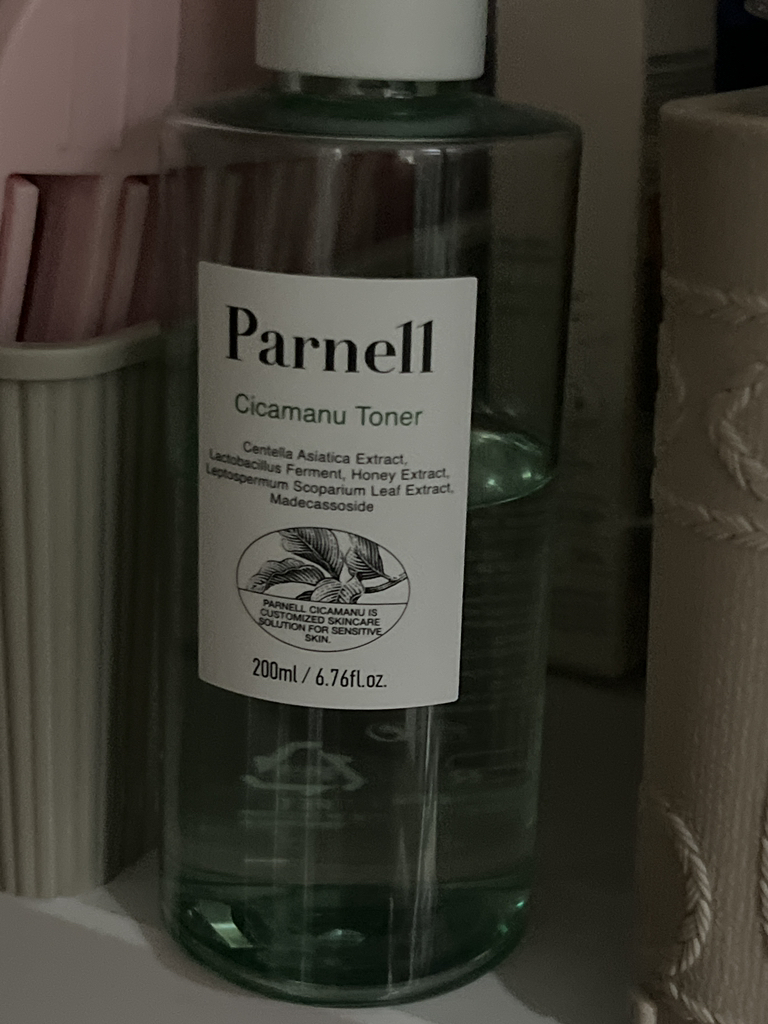 Parnell
Cicamanu Toner
Centella Asiatica Extract,
Lactobacillus Ferment, Honey Extract,
Leptospermum Scoparium Leaf Extract,
Madecassoside
PARNELL CICAMANU IS
CUSTOMIZED SKINCARE
SOLUTION FOR SENSITIVE
SKIN.
200ml / 6.76fl.oz.